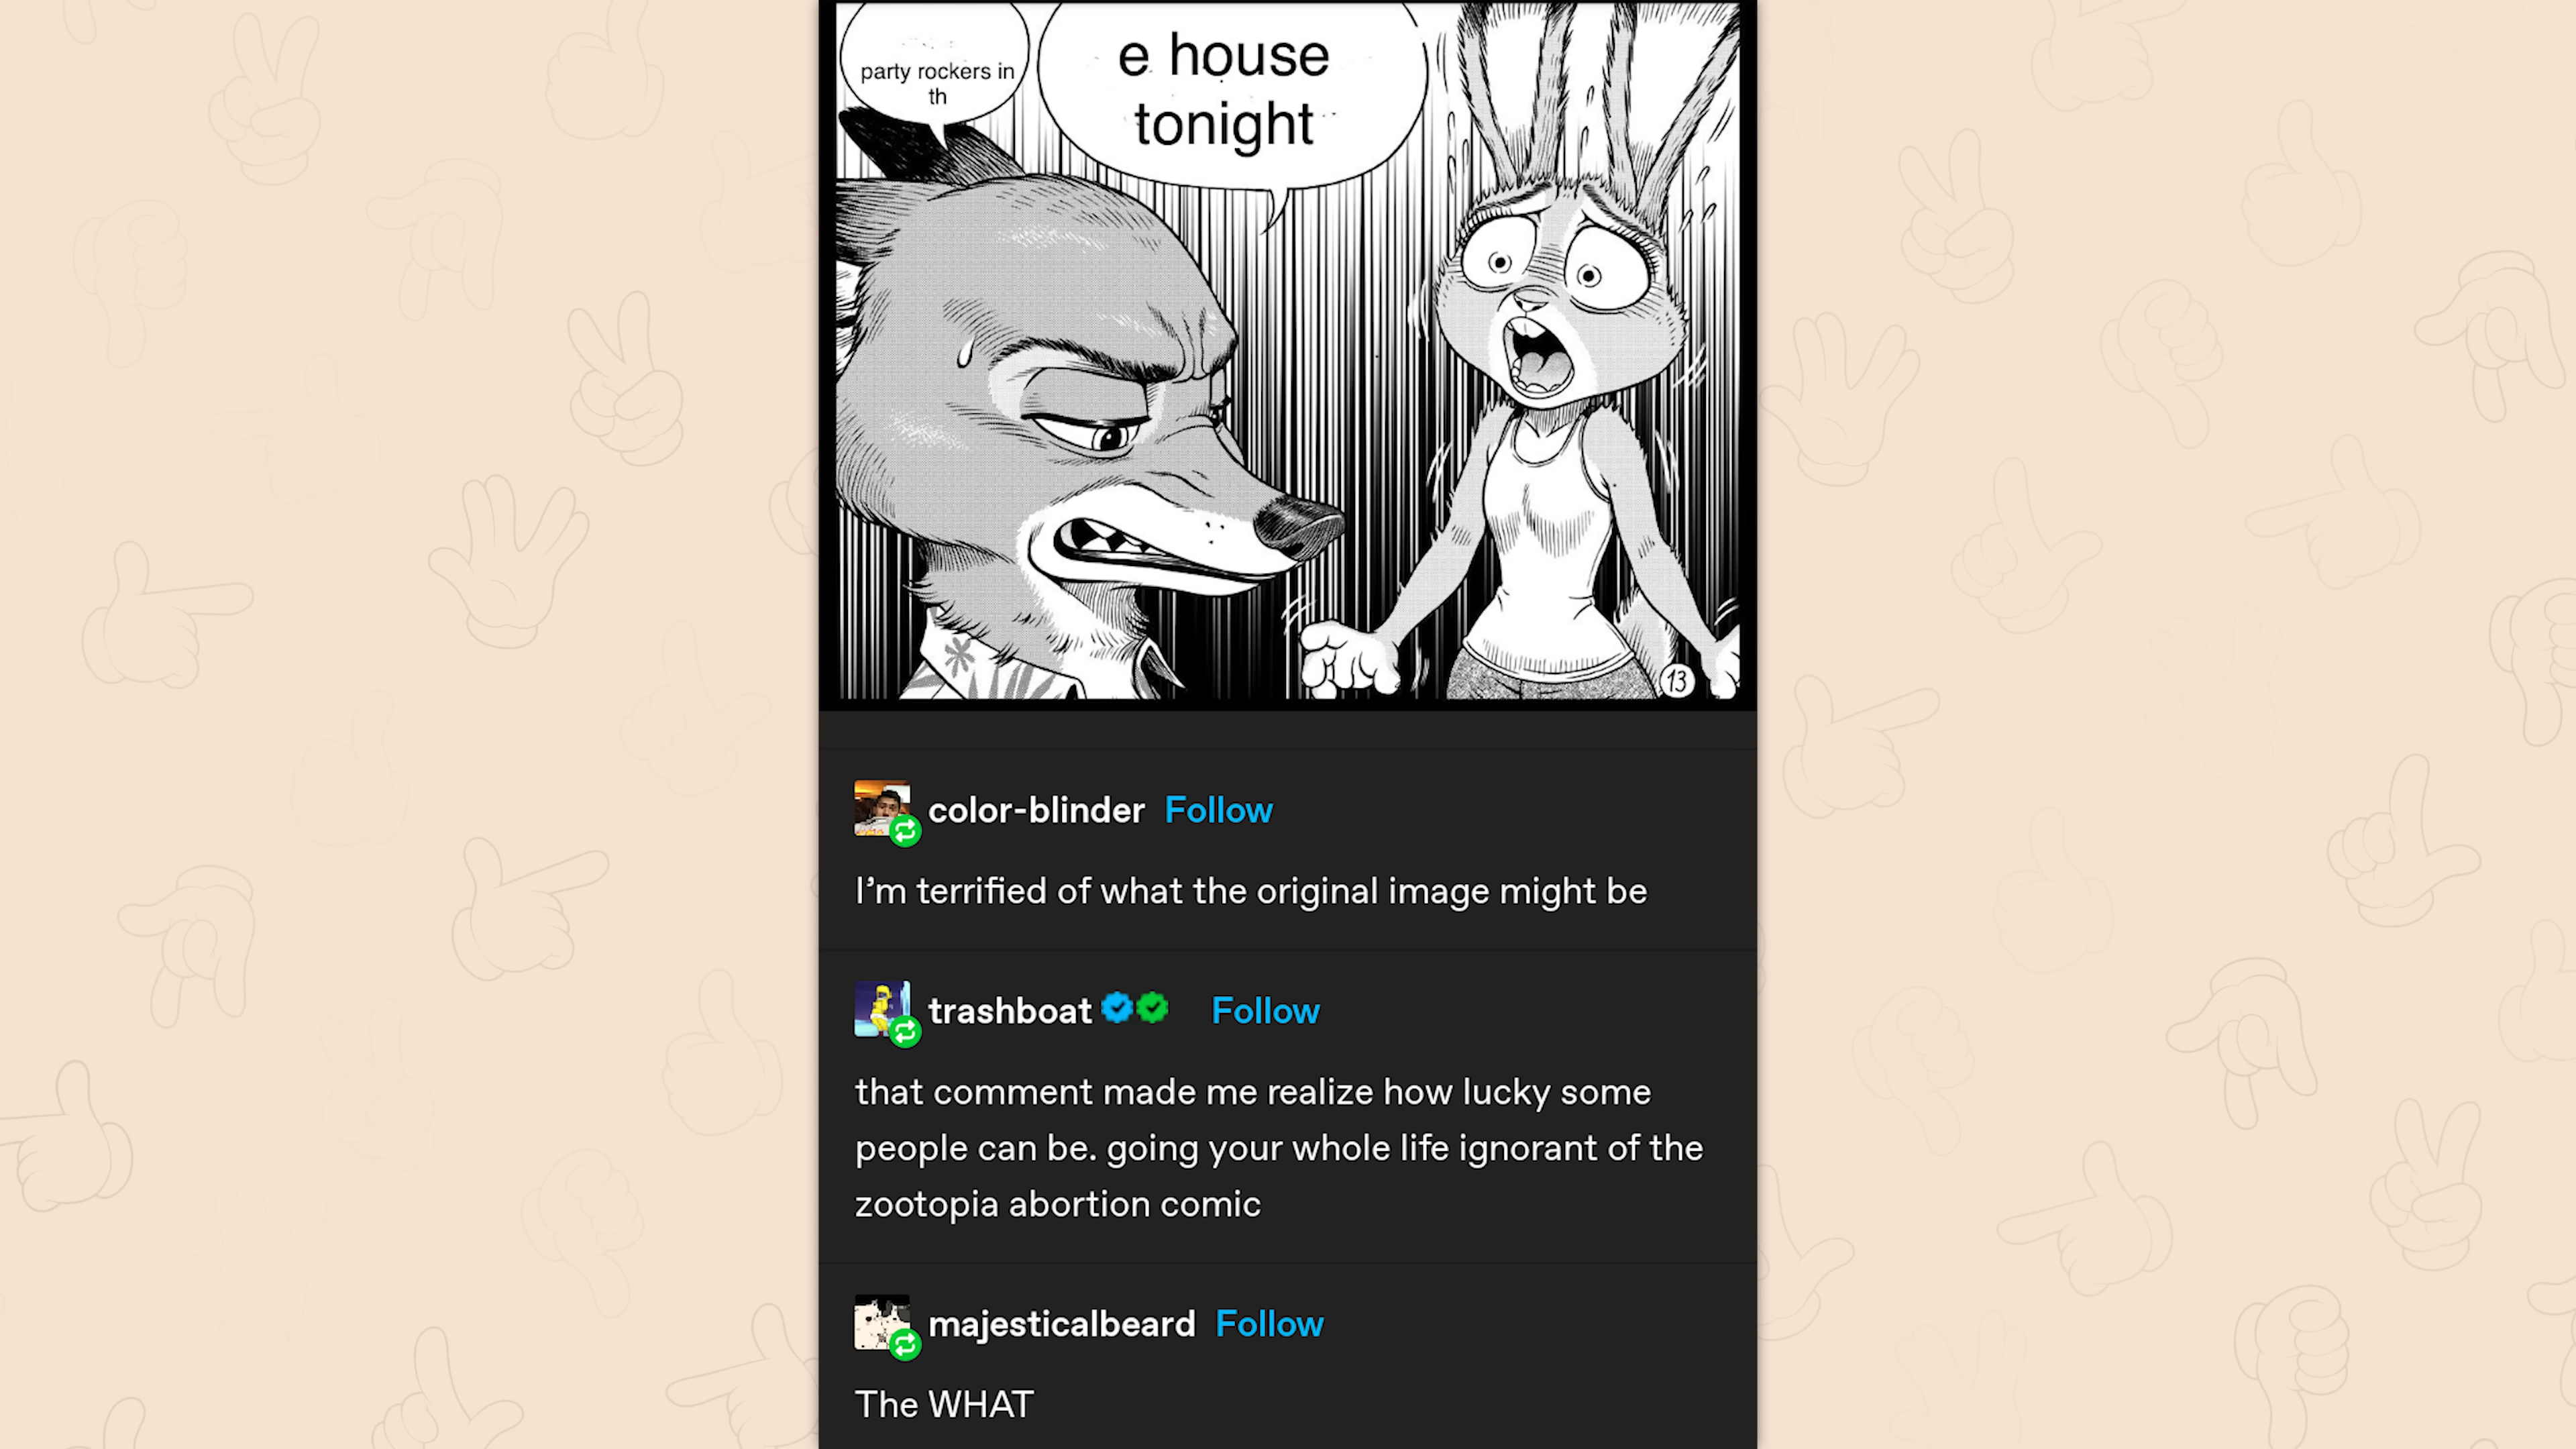 party rockers in
th
e house
tonight
13
color-blinder Follow
I'm terrified of what the original image might be
trashboat Follow
that comment made me realize how lucky some
people can be. going your whole life ignorant of the
zootopia abortion comic
majesticalbeard Follow
The WHAT